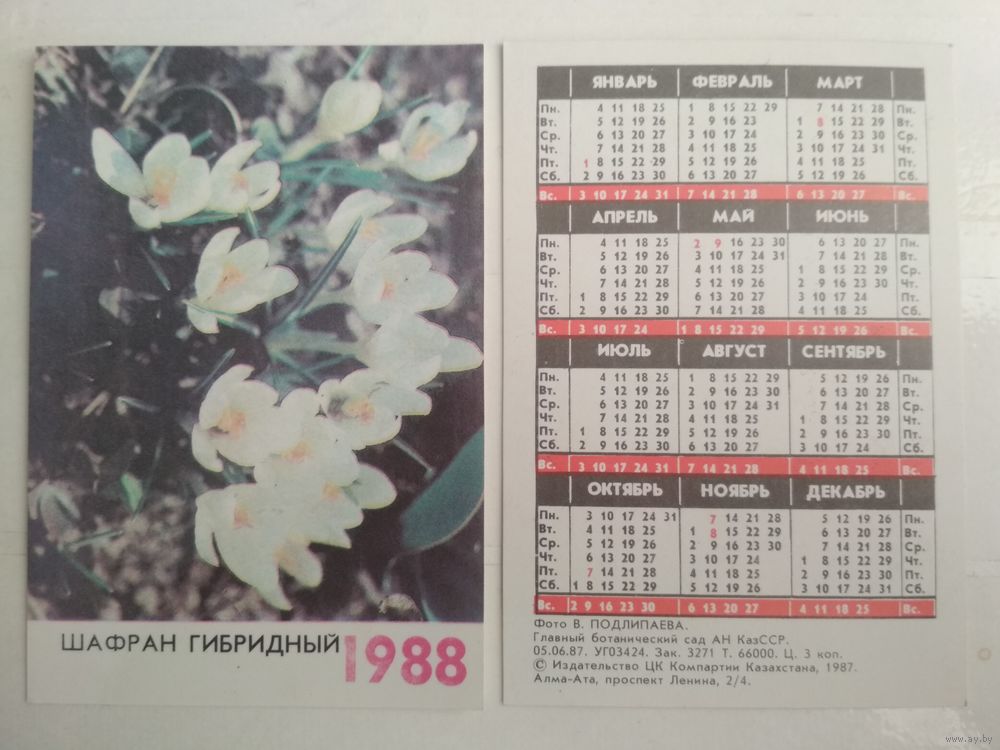 ШАФРАН ГИБРИДНЫЙ 1988
ЯНВАРЬ ФЕВРАЛЬ МАРТ
Пн. 4 11 18 25 1 8 15 22 29 7 14 21 28 Пн.
Вт. 5 12 19 26 2 9 16 23 1 8 15 22 29 Вт.
Ср. 6 13 20 27 3 10 17 24 2 9 16 23 30 Ср.
Чт. 7 14 21 28 4 11 18 25 3 10 17 24 31 Чт.
Пт. 1 8 15 22 29 5 12 19 26 4 11 18 25 Пт.
Сб. 2 9 16 23 30 6 13 20 27 5 12 19 26 Сб.
Вс. 3 10 17 24 31 7 14 21 28 6 13 20 27 Вс.
АПРЕЛЬ МАЙ ИЮНЬ
Пн. 4 11 18 25 2 9 16 23 30 6 13 20 27 Пн.
Вт. 5 12 19 26 3 10 17 24 31 7 14 21 28 Вт.
Ср. 6 13 20 27 4 11 18 25 1 8 15 22 29 Ср.
Чт. 7 14 21 28 5 12 19 26 2 9 16 23 30 Чт.
Пт. 1 8 15 22 29 6 13 20 27 3 10 17 24 Пт.
Сб. 2 9 16 23 30 7 14 21 28 4 11 18 25 Сб.
Вс. 3 10 17 24 1 8 15 22 29 5 12 19 26 Вс.
ИЮЛЬ АВГУСТ СЕНТЯБРЬ
Пн. 4 11 18 25 1 8 15 22 29 5 12 19 26 Пн.
Вт. 5 12 19 26 2 9 16 23 30 6 13 20 27 Вт.
Ср. 6 13 20 27 3 10 17 24 31 7 14 21 28 Ср.
Чт. 7 14 21 28 4 11 18 25 1 8 15 22 29 Чт.
Пт. 1 8 15 22 29 5 12 19 26 2 9 16 23 30 Пт.
Сб. 2 9 16 23 30 6 13 20 27 3 10 17 24 Сб.
Вс. 3 10 17 24 31 7 14 21 28 4 11 18 25 Вс.
ОКТЯБРЬ НОЯБРЬ ДЕКАБРЬ
Пн. 3 10 17 24 31 7 14 21 28 5 12 19 26 Пн.
Вт. 4 11 18 25 1 8 15 22 29 6 13 20 27 Вт.
Ср. 5 12 19 26 2 9 16 23 30 7 14 21 28 Ср.
Чт. 6 13 20 27 3 10 17 24 1 8 15 22 29 Чт.
Пт. 7 14 21 28 4 11 18 25 2 9 16 23 30 Пт.
Сб. 1 8 15 22 29 5 12 19 26 3 10 17 24 31 Сб.
Вс. 2 9 16 23 30 6 13 20 27 4 11 18 25 Вс.
Фото В. ПОДЛИПАЕВА.
Главный ботанический сад АН КазССР.
05.06.87. УГ03424. Зак. 3271 Т. 66000. Ц. 3 коп.
© Издательство ЦК Компартии Казахстана, 1987.
Алма-Ата, проспект Ленина, 2/4.
www.ay.by